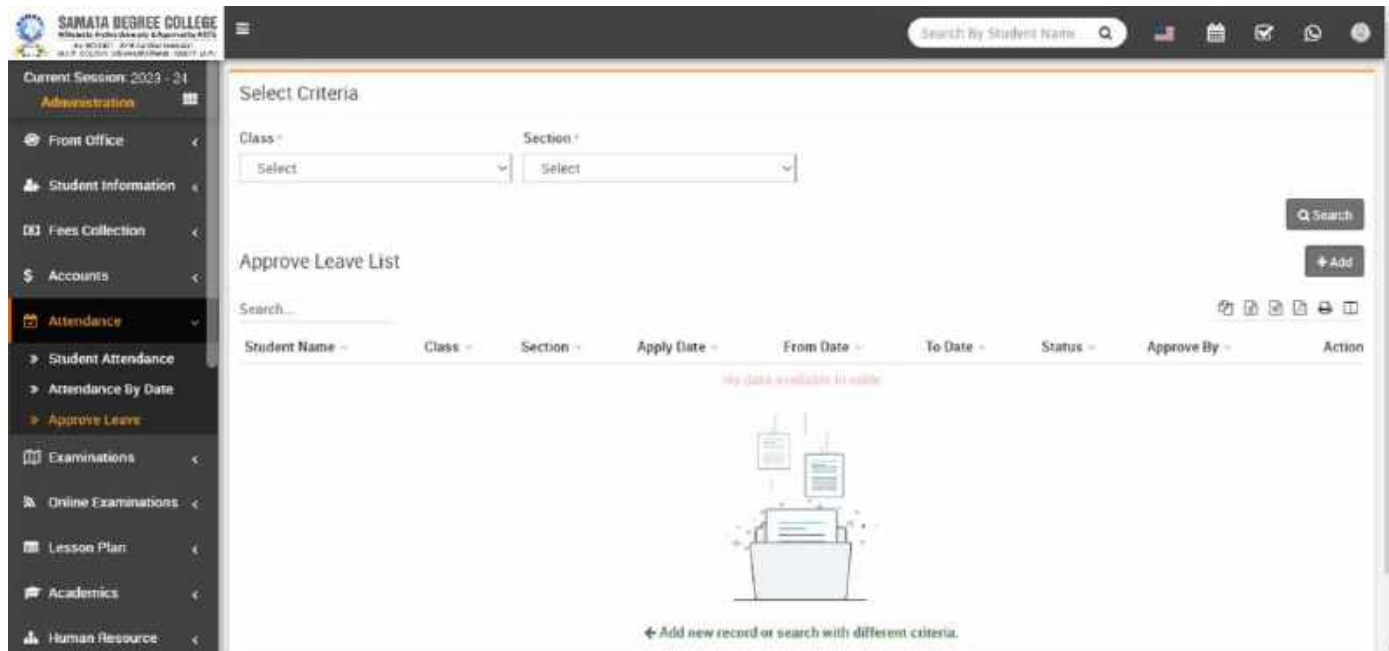 SAMATA DEGREE COLLEGE
Search By Student Name
Current Session: 2023 - 24
Administration
Front Office
Student Information
Fees Collection
Accounts
Attendance
Student Attendance
Attendance By Date
Approve Leave
Examinations
Online Examinations
Lesson Plan
Academics
Human Resource
Select Criteria
Class *
Section *
Select
Select
Search
Approve Leave List
+ Add
Search...
Student Name Class Section Apply Date From Date To Date Status Approve By Action
No data available in table
Add new record or search with different criteria.